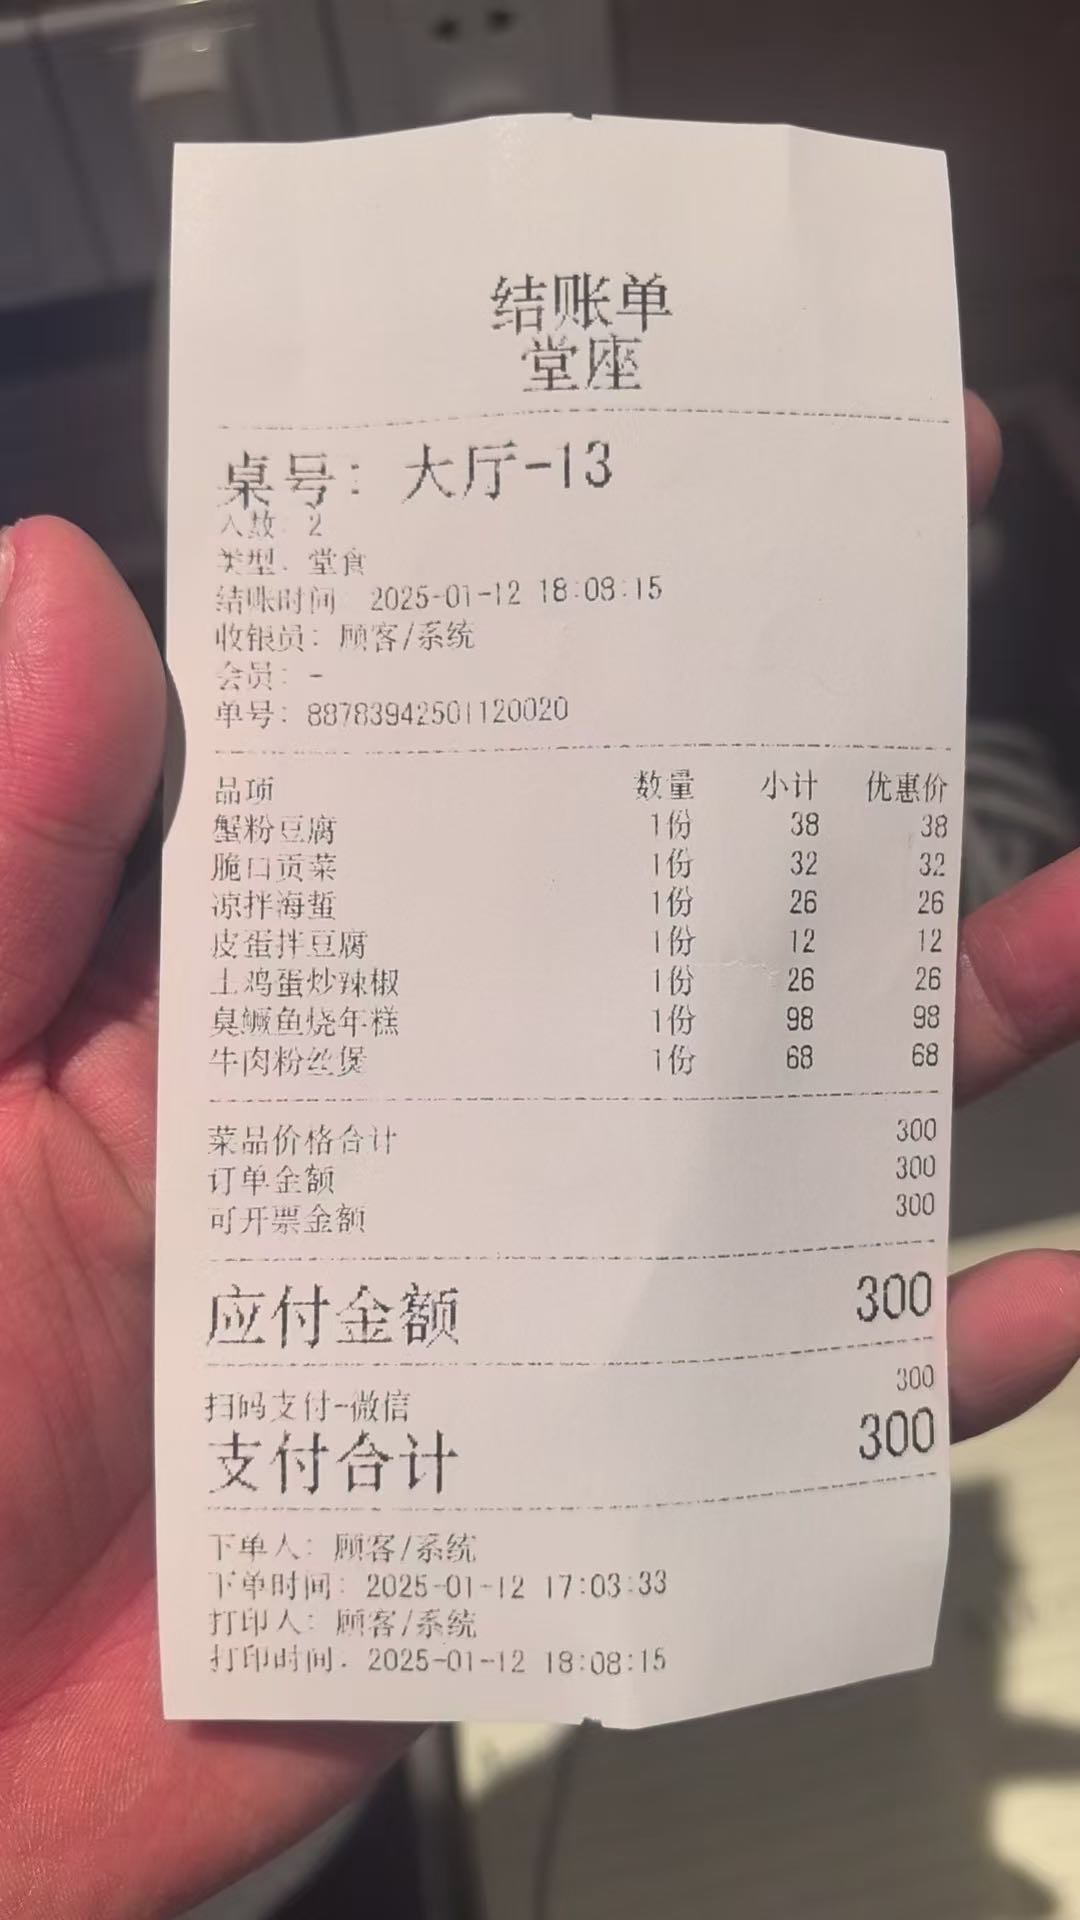 结账单
堂座
桌号: 大厅-13
人数: 2
类型: 堂食
结账时间: 2025-01-12 18:08:15
收银员: 顾客/系统
会员: -
单号: 88783942501120020
品项 数量 小计 优惠价
蟹粉豆腐 1份 38 38
脆口贡菜 1份 32 32
凉拌海蜇 1份 26 26
皮蛋拌豆腐 1份 12 12
土鸡蛋炒辣椒 1份 26 26
臭鳜鱼烧年糕 1份 98 98
牛肉粉丝煲 1份 68 68
菜品价格合计 300
订单金额 300
可开票金额 300
应付金额 300
扫码支付-微信 300
支付合计 300
下单人: 顾客/系统
下单时间: 2025-01-12 17:03:33
打印人: 顾客/系统
打印时间: 2025-01-12 18:08:15